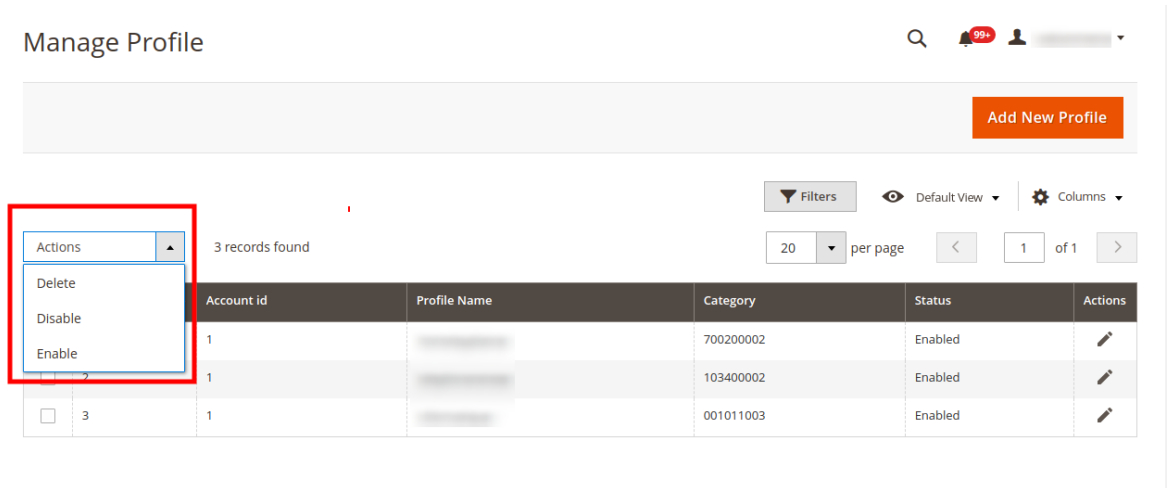 Manage Profile
99+
Add New Profile
Filters
Default View
Columns
Actions
3 records found
20
per page
1
of 1
Delete
Disable
Enable
Account id
Profile Name
Category
Status
Actions
1
700200002
Enabled
2
1
103400002
Enabled
3
1
001011003
Enabled